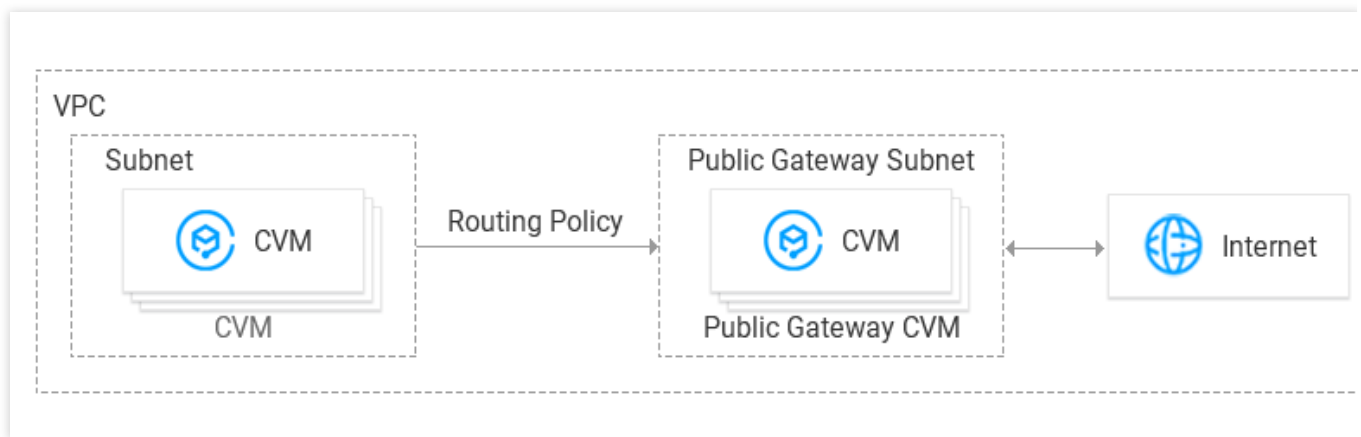 VPC
Subnet
CVM
CVM
Routing Policy
Public Gateway Subnet
CVM
Public Gateway CVM
Internet